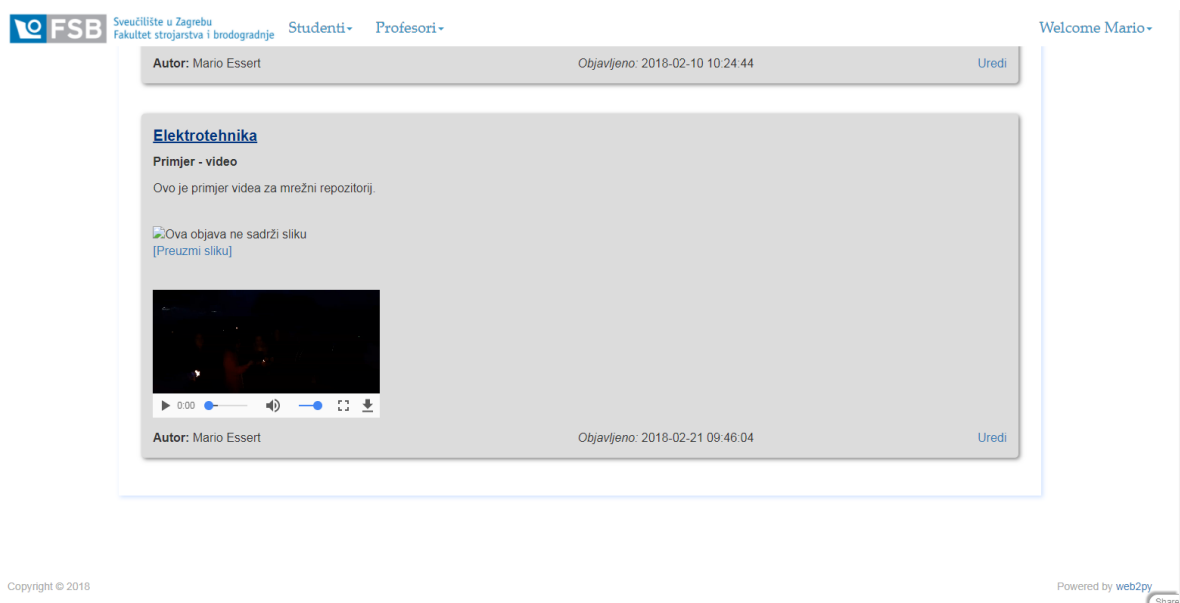 FSB
Sveučilište u Zagrebu
Fakultet strojarstva i brodogradnje
Studenti
Profesori
Welcome Mario
Autor: Mario Essert
Objavljeno: 2018-02-10 10:24:44
Uredi
Elektrotehnika
Primjer - video
Ovo je primjer videa za mrežni repozitorij.
Ova objava ne sadrži sliku
[Preuzmi sliku]
0:00
Autor: Mario Essert
Objavljeno: 2018-02-21 09:46:04
Uredi
Copyright © 2018
Powered by web2py
Share